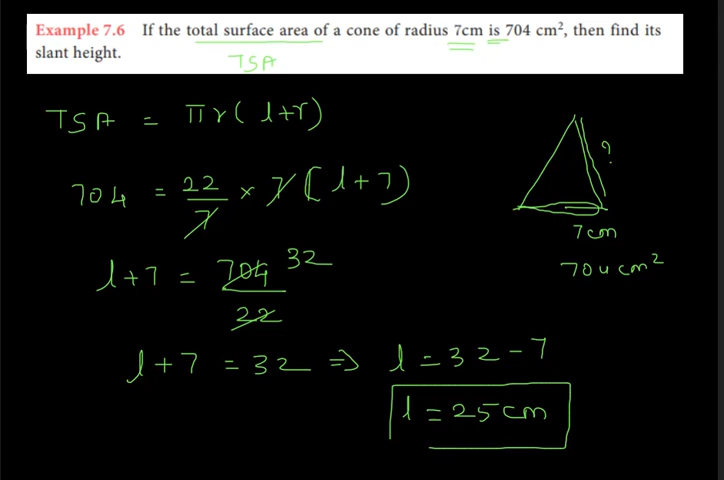 Example 7.6 If the total surface area of a cone of radius 7cm is 704 cm², then find its
slant height.
TSA
TSA = πr( l+r)
704 = 22/7 × 7 ( l+7)
l+7 = 704/22 32
l+7 = 32 ⇒ l = 32 - 7
l = 25cm
?
7cm
704cm²